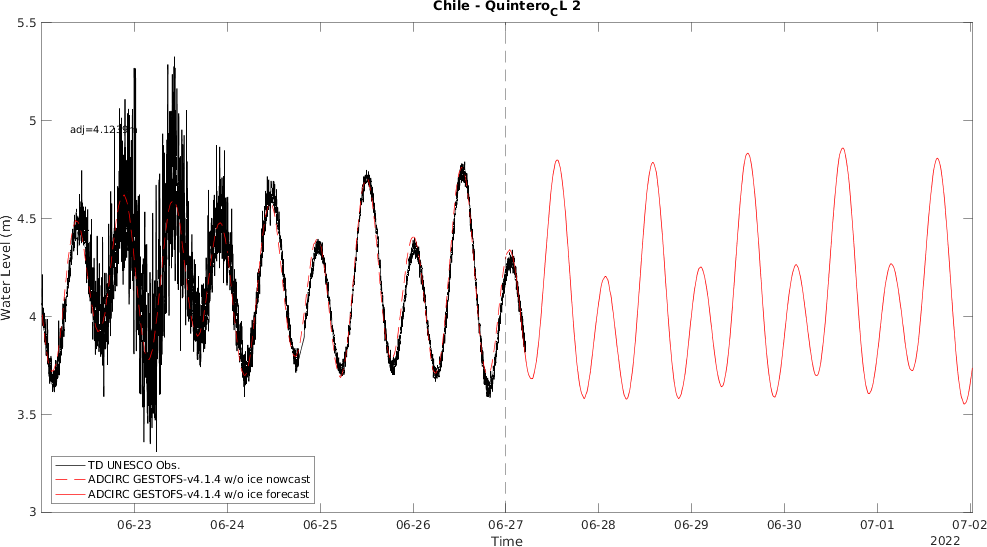 Chile - Quintero_CL 2
5.5
5
4.5
4
3.5
3
Water Level (m)
adj=4.1239m
TD UNESCO Obs.
ADCIRC GESTOFS-v4.1.4 w/o ice nowcast
ADCIRC GESTOFS-v4.1.4 w/o ice forecast
06-23 06-24 06-25 06-26 06-27 06-28 06-29 06-30 07-01 07-02
Time
2022